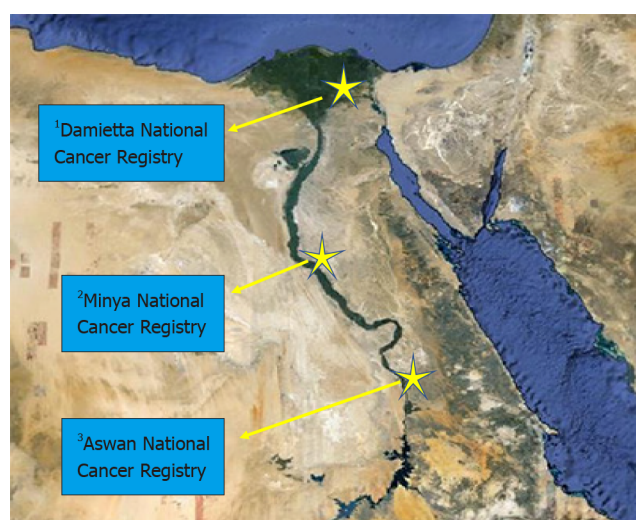 ¹Damietta National
Cancer Registry
²Minya National
Cancer Registry
³Aswan National
Cancer Registry